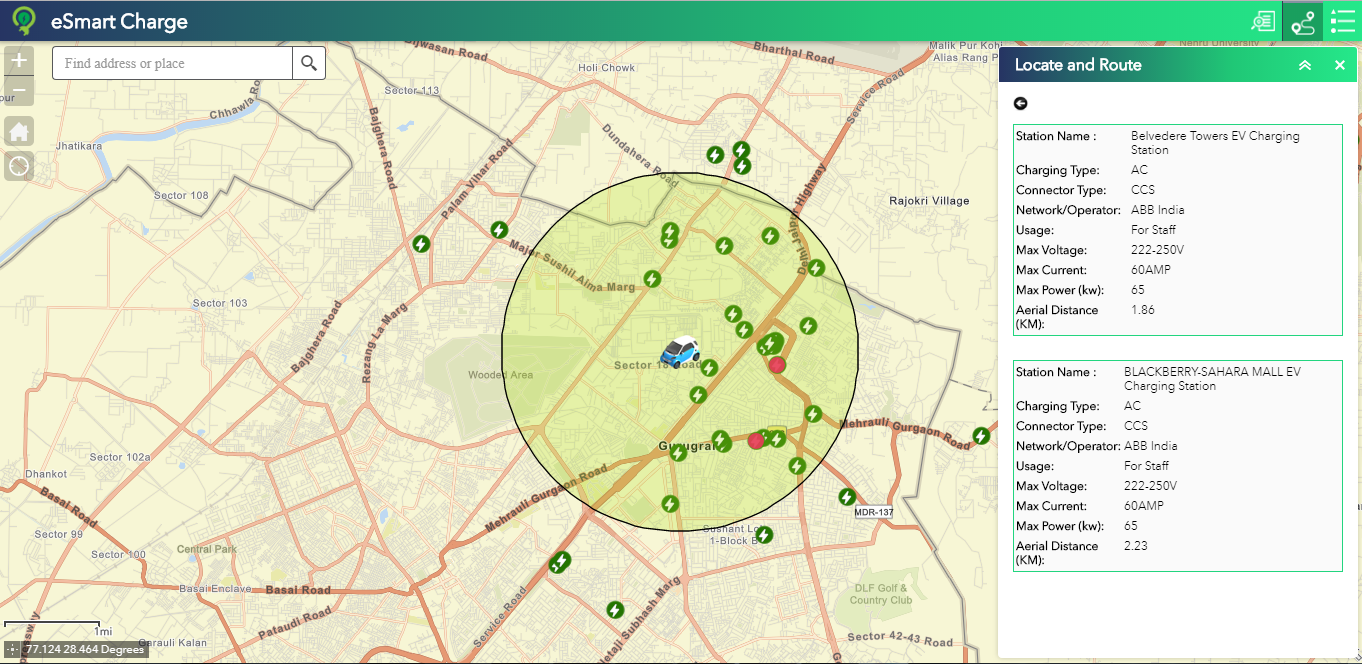 eSmart Charge
Find address or place
Bijwasan Road
Bharthal Road
Malik Pur Kohi
Alias Rang P
Nehru University
Holi Chowk
Service Road
Sector 113
Chhawla Ro
pur
Bajghera Road
Jhatikara
Dundahera Road
Palam Vihar Road
Sector 108
Delhi Jaipur Highway
Rajokri Village
Major Sushil Aima Marg
Sector 103
Bajghera Road
Rezang La Marg
Sector 18 Road
Wooded Area
Mehrauli Gurgaon Road
Gurugram
Sector 102a
Dhankot
Mehrauli Gurgaon Road
Basai Road
MDR-137
Sector 99
Sushant Lo
1-Block B
Central Park
Sector 100
Basai Enclave
Basai Road
DLF Golf &
Country Club
Service Road
Pataudi Road
Netaji Subhash Marg
1mi
Garauli Kalan
Sector 42-43 Road
77.124 28.464 Degrees
Locate and Route
Station Name : Belvedere Towers EV Charging
Station
Charging Type: AC
Connector Type: CCS
Network/Operator: ABB India
Usage: For Staff
Max Voltage: 222-250V
Max Current: 60AMP
Max Power (kw): 65
Aerial Distance 1.86
(KM):
Station Name : BLACKBERRY-SAHARA MALL EV
Charging Station
Charging Type: AC
Connector Type: CCS
Network/Operator: ABB India
Usage: For Staff
Max Voltage: 222-250V
Max Current: 60AMP
Max Power (kw): 65
Aerial Distance 2.23
(KM):